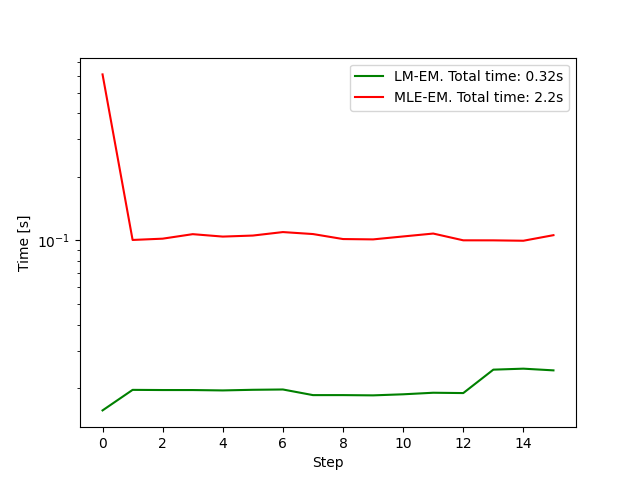 LM-EM. Total time: 0.32s
MLE-EM. Total time: 2.2s
Time [s]
10⁻¹
0 2 4 6 8 10 12 14
Step